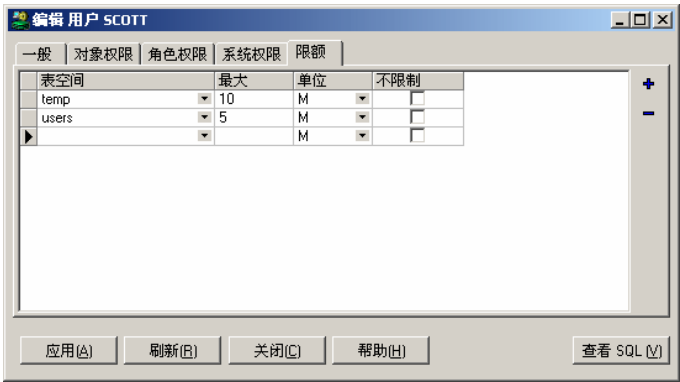 编辑 用户 SCOTT
一般 对象权限 角色权限 系统权限 限额
表空间 最大 单位 不限制
temp 10 M
users 5 M
M
应用(A) 刷新(R) 关闭(C) 帮助(H) 查看 SQL (V)